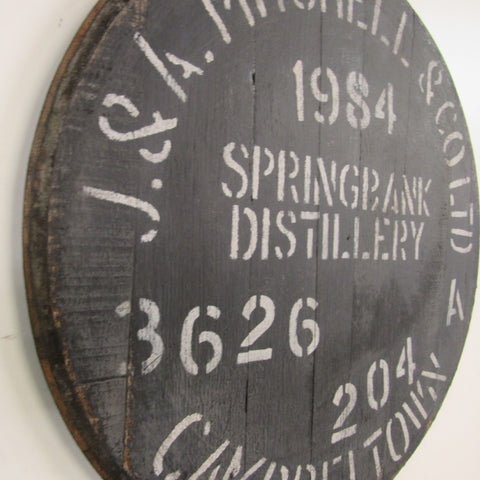 J. & A. MITCHELL & CO LTD
1984
SPRINGBANK
DISTILLERY
A
3626
204
CAMPBELTOWN